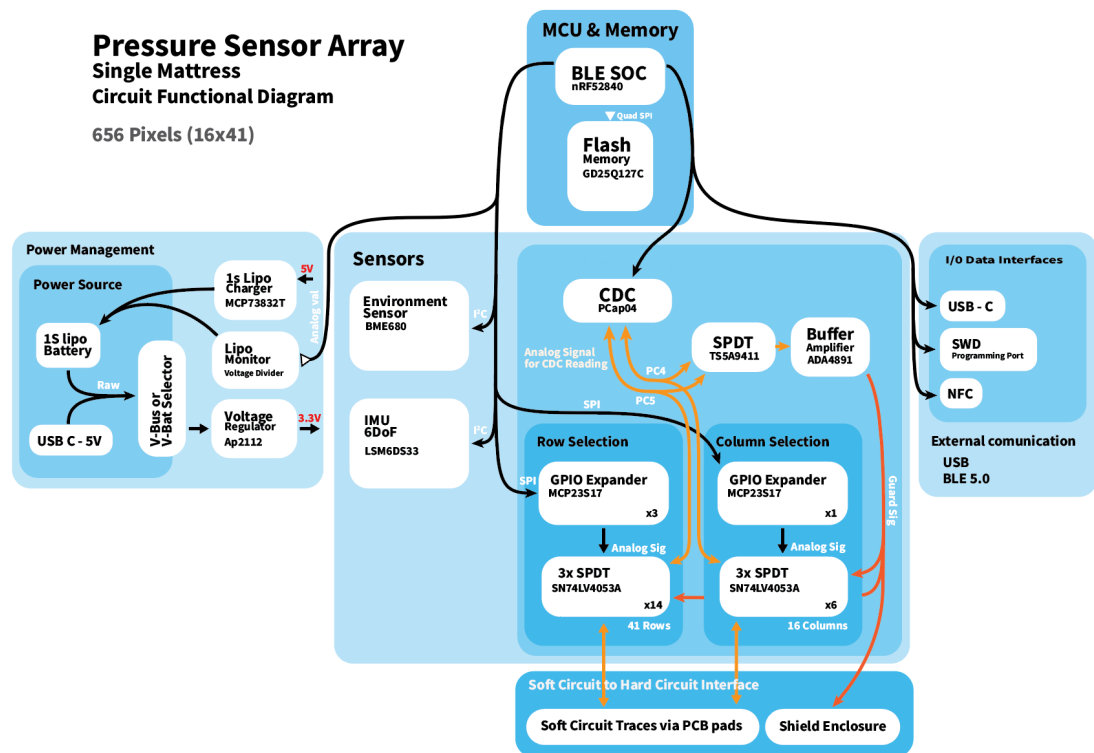 Pressure Sensor Array
Single Mattress
Circuit Functional Diagram
656 Pixels (16x41)
MCU & Memory
BLE SOC
nRF52840
Quad SPI
Flash
Memory
GD25Q127C
Power Management
Power Source
1s Lipo
Charger
MCP73832T
5V
Analog val
1S lipo
Battery
Lipo
Monitor
Voltage Divider
Raw
V-Bus or
V-Bat Selector
USB C - 5V
Voltage
Regulator
Ap2112
3.3V
Sensors
Environment
Sensor
BME680
I²C
IMU
6DoF
LSM6DS33
I²C
CDC
PCap04
Analog Signal
for CDC Reading
PC4
PC5
SPDT
TS5A9411
Buffer
Amplifier
ADA4891
SPI
SPI
Row Selection
GPIO Expander
MCP23S17
x3
Analog Sig
3x SPDT
SN74LV4053A
x14
41 Rows
Column Selection
GPIO Expander
MCP23S17
x1
Analog Sig
3x SPDT
SN74LV4053A
x6
16 Columns
Guard Sig
I/O Data Interfaces
USB - C
SWD
Programming Port
NFC
External comunication
USB
BLE 5.0
Soft Circuit to Hard Circuit Interface
Soft Circuit Traces via PCB pads
Shield Enclosure